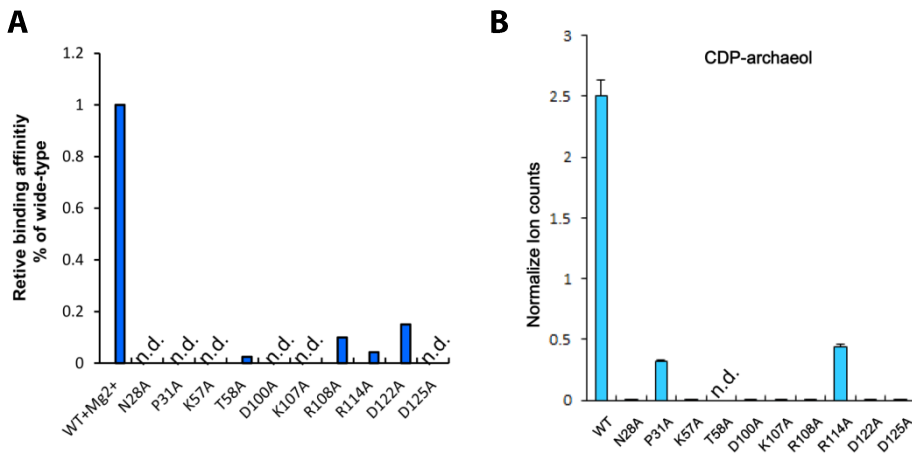 A
Retive binding affinitiy
% of wide-type
1.2
1
0.8
0.6
0.4
0.2
0
n.d.
n.d.
n.d.
n.d.
n.d.
n.d.
WT+Mg2+
N28A
P31A
K57A
T58A
D100A
K107A
R108A
R114A
D122A
D125A
B
CDP-archaeol
Normalize Ion counts
3
2.5
2
1.5
1
0.5
0
n.d.
WT
N28A
P31A
K57A
T58A
D100A
K107A
R108A
R114A
D122A
D125A